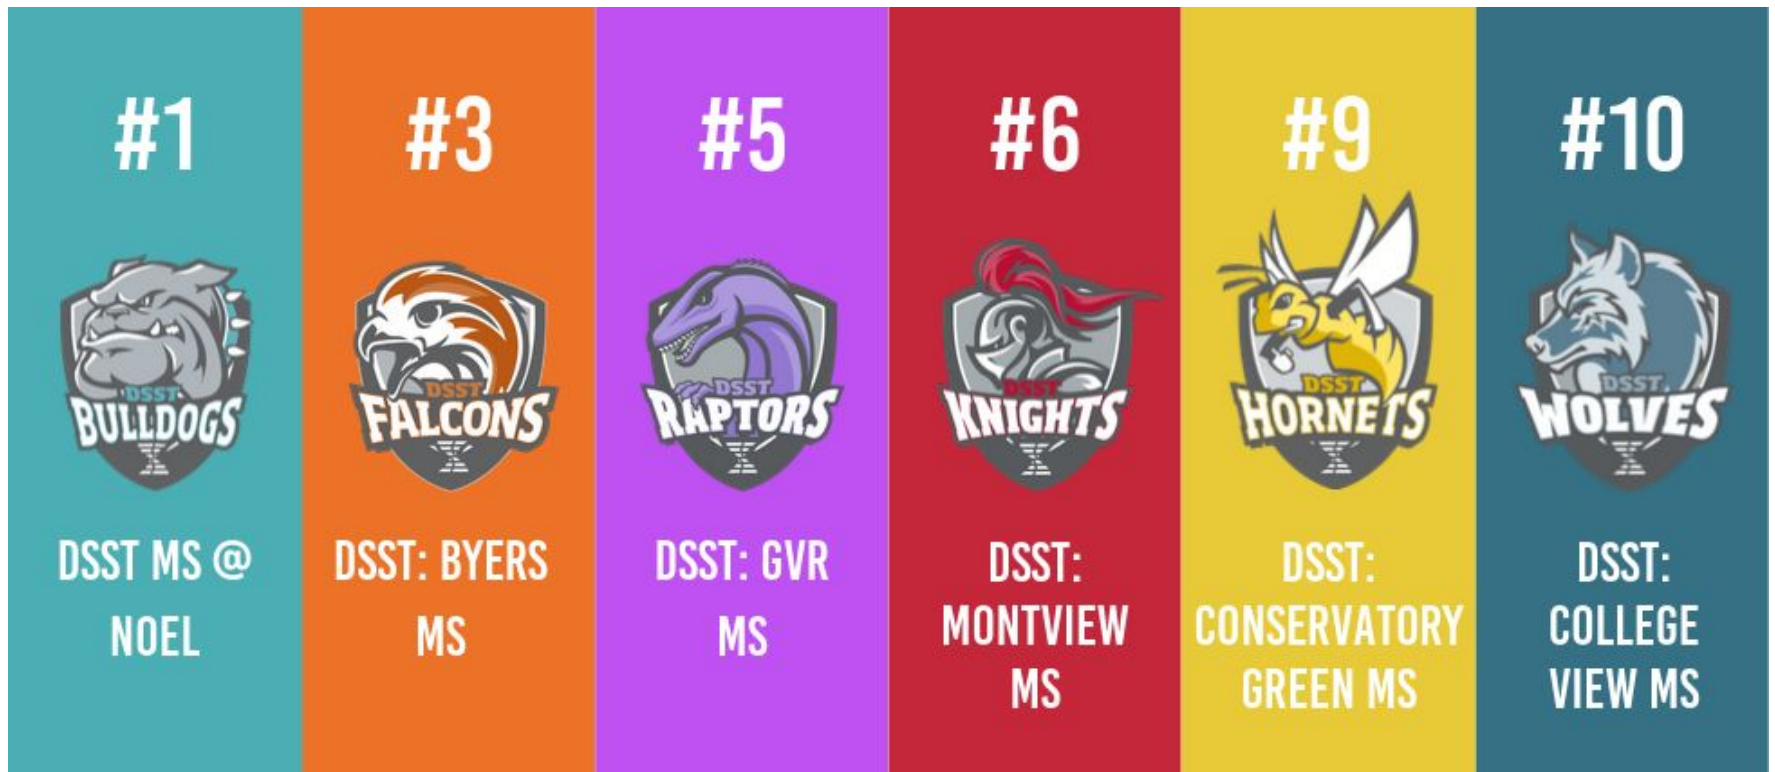 #1
DSST
BULLDOGS
DSST MS @
NOEL
#3
DSST
FALCONS
DSST: BYERS
MS
#5
DSST
RAPTORS
DSST: GVR
MS
#6
DSST
KNIGHTS
DSST:
MONTVIEW
MS
#9
DSST
HORNETS
DSST:
CONSERVATORY
GREEN MS
#10
DSST
WOLVES
DSST:
COLLEGE
VIEW MS